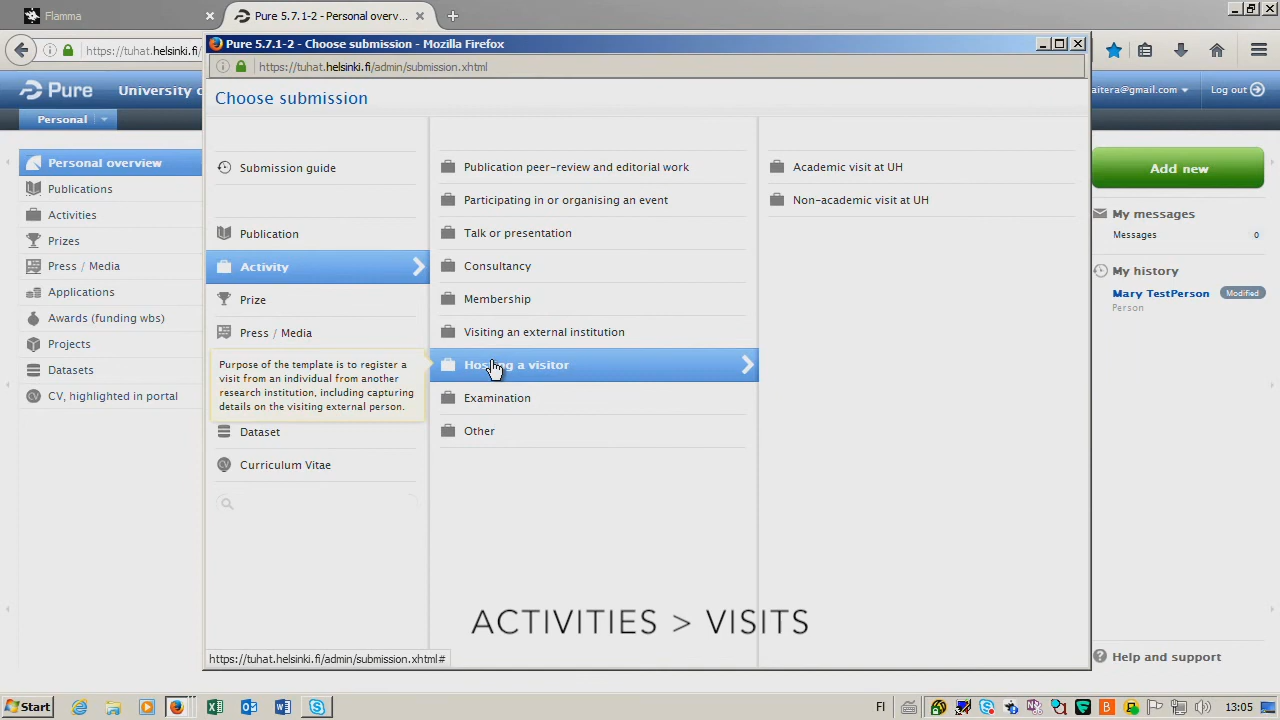 Flamma
Pure 5.7.1-2 - Personal overv...
https://tuhat.helsinki.fi/
Pure 5.7.1-2 - Choose submission - Mozilla Firefox
https://tuhat.helsinki.fi/admin/submission.xhtml
Pure
University
aitera@gmail.com
Log out
Personal
Choose submission
Personal overview
Publications
Activities
Prizes
Press / Media
Applications
Awards (funding wbs)
Projects
Datasets
CV, highlighted in portal
Submission guide
Publication
Activity
Prize
Press / Media
Purpose of the template is to register a
visit from an individual from another
research institution, including capturing
details on the visiting external person.
Dataset
Curriculum Vitae
Publication peer-review and editorial work
Participating in or organising an event
Talk or presentation
Consultancy
Membership
Visiting an external institution
Hosting a visitor
Examination
Other
Academic visit at UH
Non-academic visit at UH
Add new
My messages
Messages 0
My history
Mary TestPerson Modified
Person
Help and support
ACTIVITIES > VISITS
https://tuhat.helsinki.fi/admin/submission.xhtml#
Start
FI
13:05